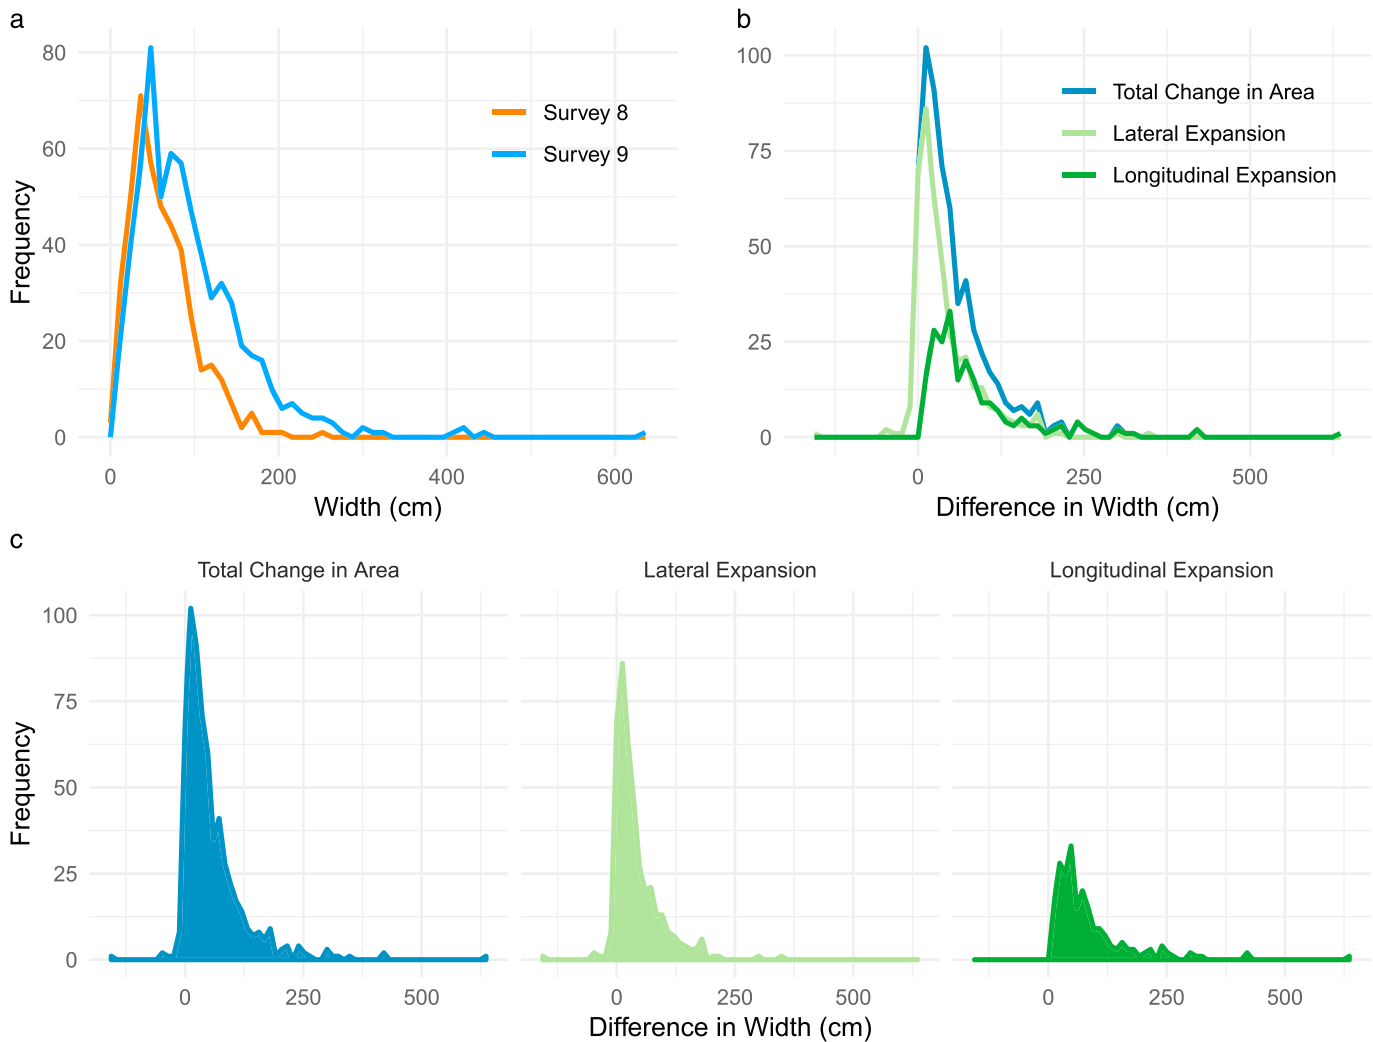 a
80
60
40
20
0
Frequency
0 200 400 600
Width (cm)
Survey 8
Survey 9
b
100
75
50
25
0
0 250 500
Difference in Width (cm)
Total Change in Area
Lateral Expansion
Longitudinal Expansion
c
Total Change in Area Lateral Expansion Longitudinal Expansion
100
75
50
25
0
Frequency
0 250 500 0 250 500 0 250 500
Difference in Width (cm)